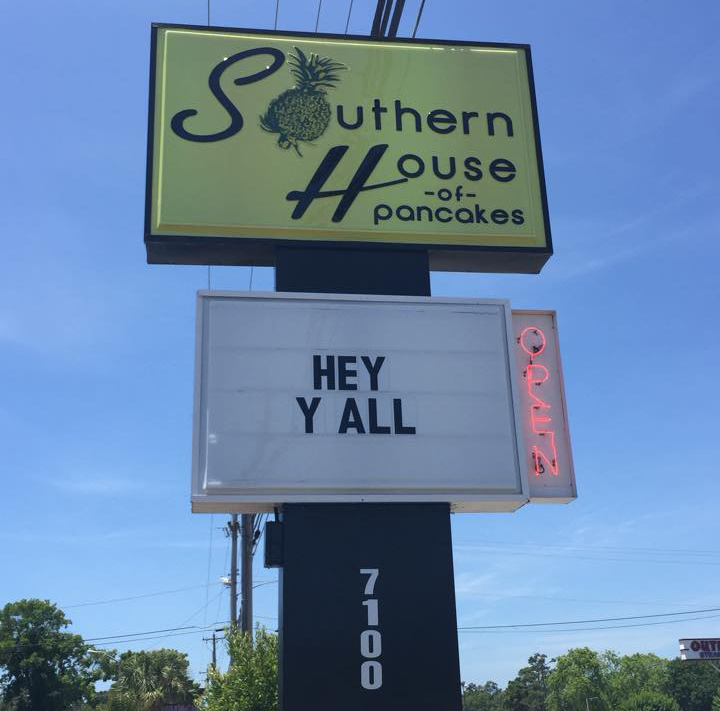 Southern
House
-of-
pancakes
HEY
Y ALL
OPEN
7100